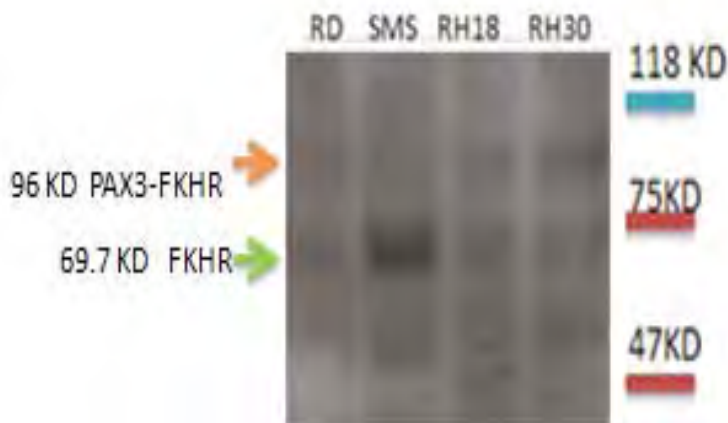 RD SMS RH18 RH30
118 KD
96 KD PAX3-FKHR
75KD
69.7 KD FKHR
47KD